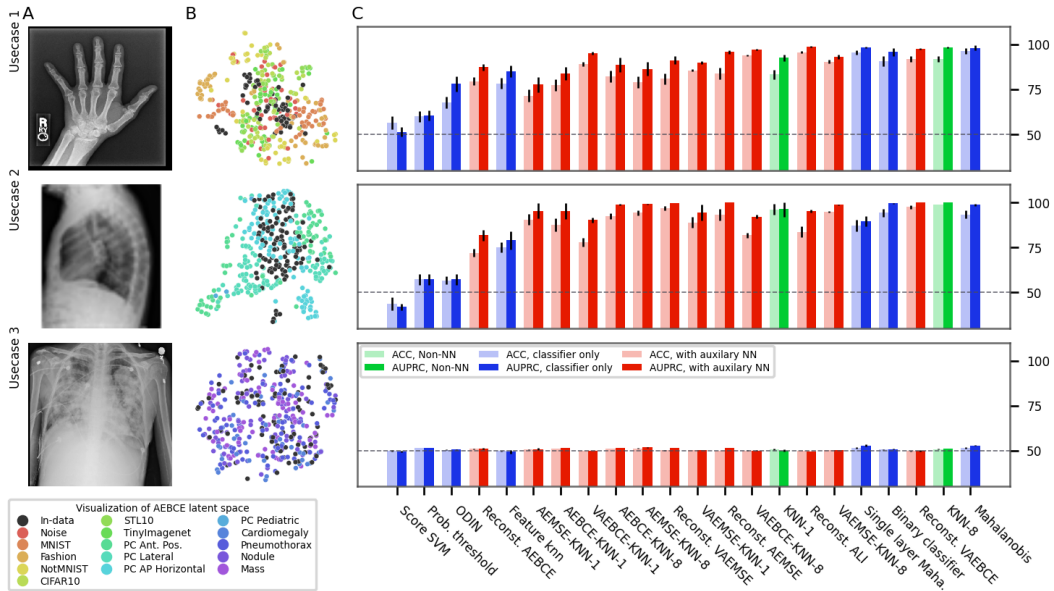 A
B
C
Usecase 1
Usecase 2
Usecase 3
R
100
75
50
100
75
50
100
75
50
ACC, Non-NN
AUPRC, Non-NN
ACC, classifier only
AUPRC, classifier only
ACC, with auxilary NN
AUPRC, with auxilary NN
Score SVM
Prob. threshold
ODIN
Reconst. AEBCE
Feature knn
AEMSE-KNN-1
AEBCE-KNN-1
VAEBCE-KNN-1
AEBCE-KNN-8
AEMSE-KNN-8
Reconst. VAEMSE
VAEMSE-KNN-1
Reconst. AEMSE
VAEBCE-KNN-8
KNN-1
Reconst. ALI
VAEMSE-KNN-8
Single layer Maha.
Binary classifier
Reconst. VAEBCE
KNN-8
Mahalanobis
Visualization of AEBCE latent space
In-data
Noise
MNIST
Fashion
NotMNIST
CIFAR10
STL10
TinyImagenet
PC Ant. Pos.
PC Lateral
PC AP Horizontal
PC Pediatric
Cardiomegaly
Pneumothorax
Nodule
Mass